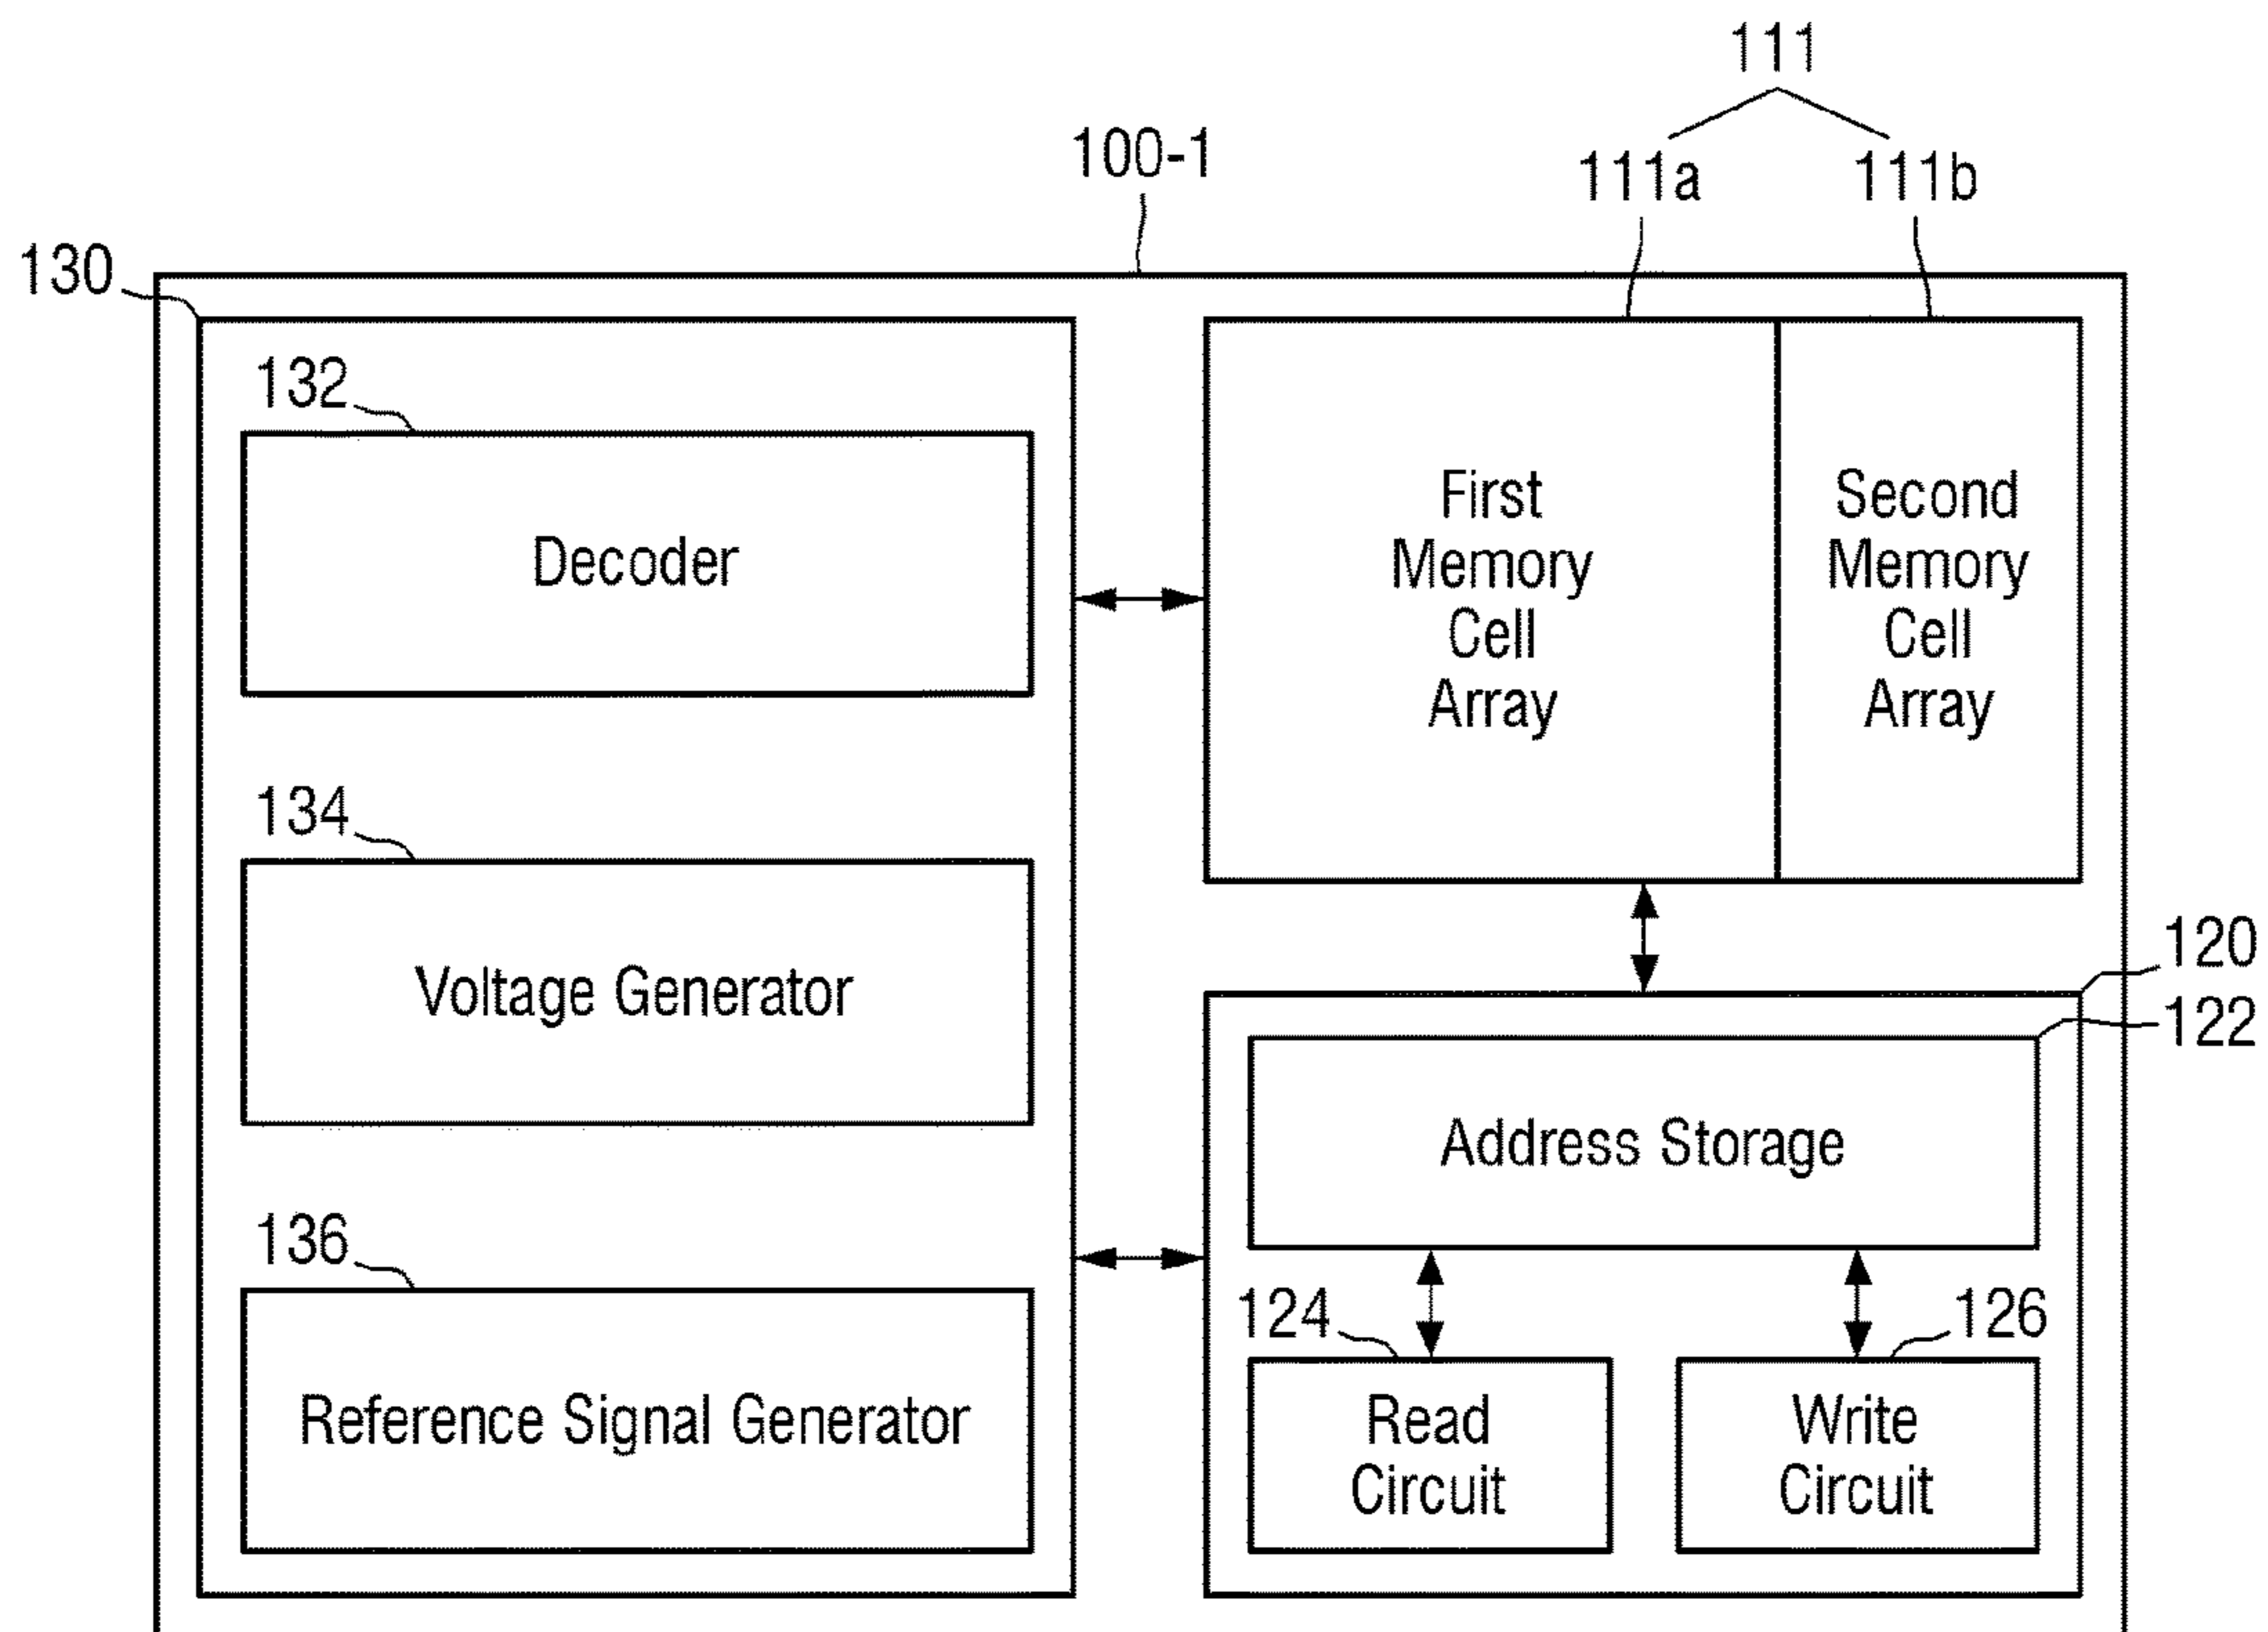 111
100-1
111a
111b
130
132
Decoder
First
Memory
Cell
Array
Second
Memory
Cell
Array
134
Voltage Generator
120
122
Address Storage
136
Reference Signal Generator
124
126
Read
Circuit
Write
Circuit